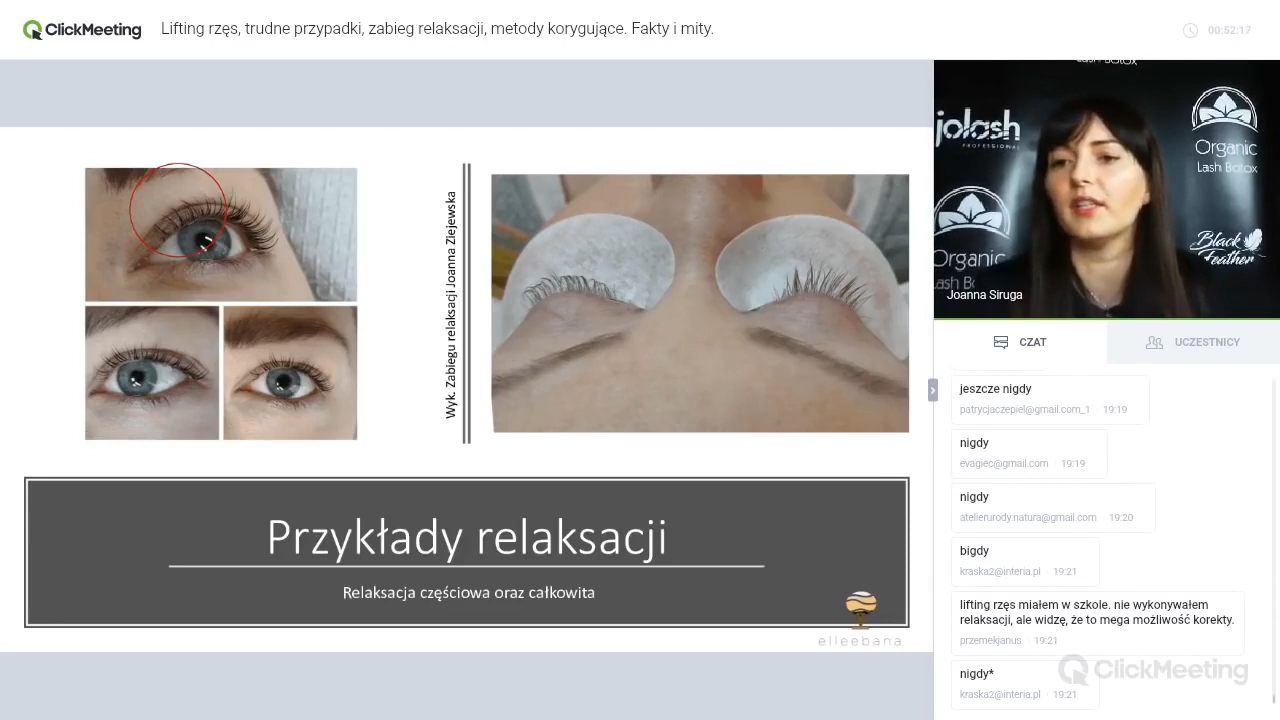 ClickMeeting
Lifting rzęs, trudne przypadki, zabieg relaksacji, metody korygujące. Fakty i mity.
00:52:17
Wyk. Zabiegu relaksacji Joanna Ziejewska
Przykłady relaksacji
Relaksacja częściowa oraz całkowita
elleebana
Lash Botox
jolash
PROFESSIONAL
Organic
Lash Botox
Organic
Black
Feather
Joanna Siruga
CZAT
UCZESTNICY
jeszcze nigdy
patrycjaczepiel@gmail.com_1 19:19
nigdy
evagiec@gmail.com 19:19
nigdy
atelierurody.natura@gmail.com 19:20
bigdy
kraska2@interia.pl 19:21
lifting rzęs miałem w szkole. nie wykonywałem
relaksacji, ale widzę, że to mega możliwość korekty.
przemekjanus 19:21
nigdy*
kraska2@interia.pl 19:21
ClickMeeting